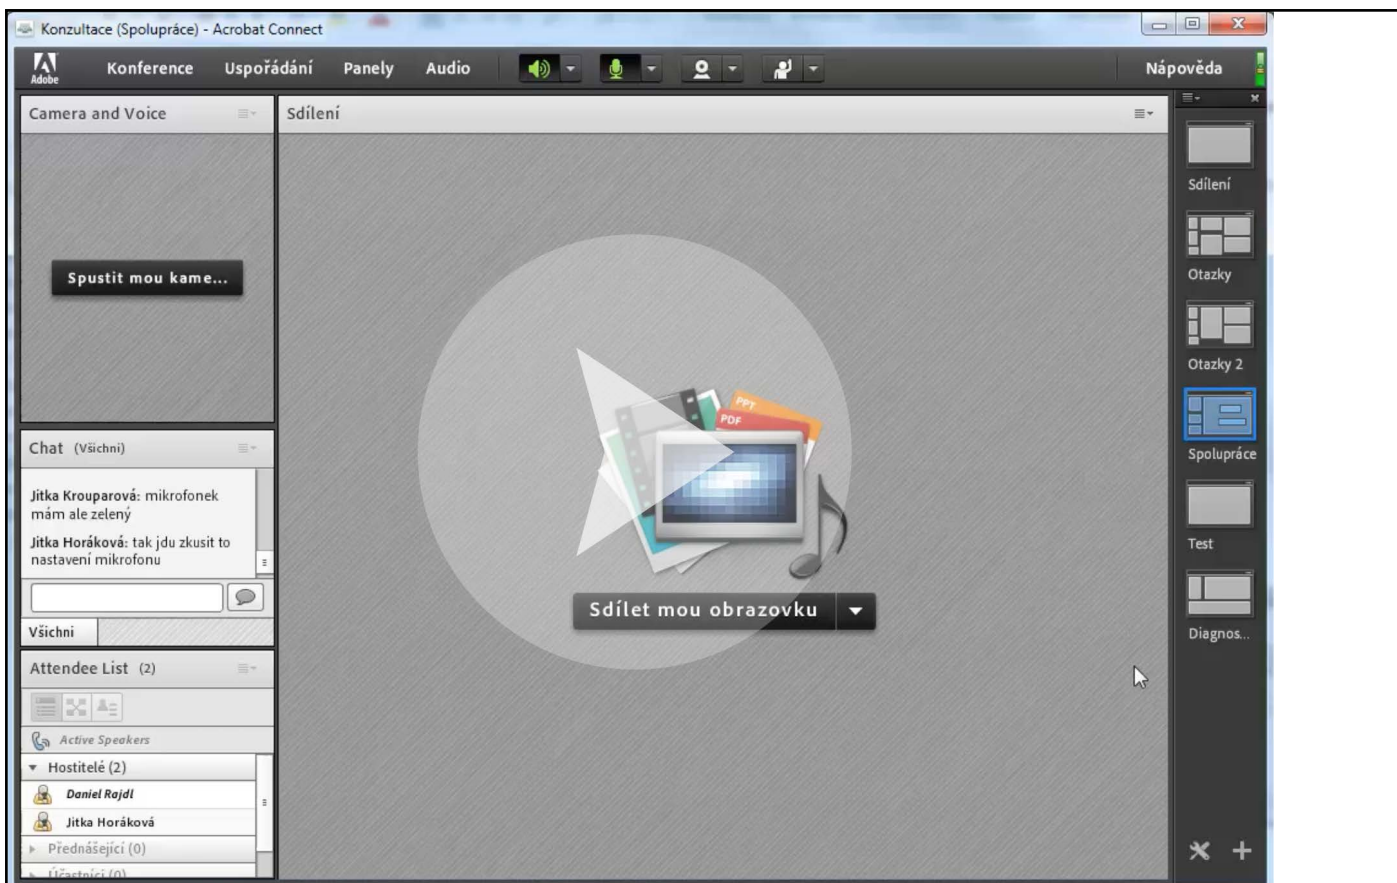 Konzultace (Spolupráce) - Acrobat Connect
Adobe
Konference Uspořádání Panely Audio Nápověda
Camera and Voice
Spustit mou kame...
Chat (Všichni)
Jitka Krouparová: mikrofonek
mám ale zelený
Jitka Horáková: tak jdu zkusit to
nastavení mikrofonu
Všichni
Attendee List (2)
Active Speakers
Hostitelé (2)
Daniel Rajdl
Jitka Horáková
Přednášející (0)
Účastníci (0)
Sdílení
PPT
PDF
Sdílet mou obrazovku
Sdílení
Otazky
Otazky 2
Spolupráce
Test
Diagnos...